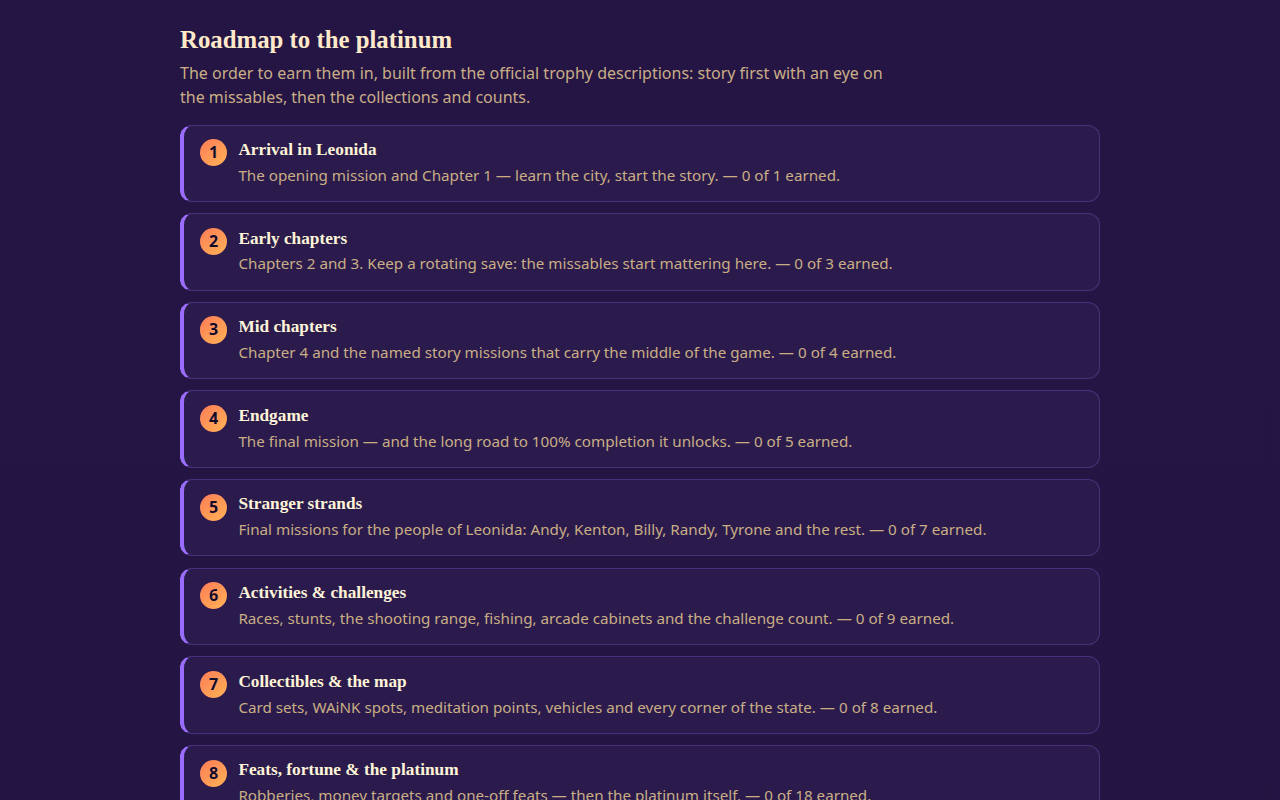 Roadmap to the platinum
The order to earn them in, built from the official trophy descriptions: story first with an eye on
the missables, then the collections and counts.
1
Arrival in Leonida
The opening mission and Chapter 1 — learn the city, start the story. — 0 of 1 earned.
2
Early chapters
Chapters 2 and 3. Keep a rotating save: the missables start mattering here. — 0 of 3 earned.
3
Mid chapters
Chapter 4 and the named story missions that carry the middle of the game. — 0 of 4 earned.
4
Endgame
The final mission — and the long road to 100% completion it unlocks. — 0 of 5 earned.
5
Stranger strands
Final missions for the people of Leonida: Andy, Kenton, Billy, Randy, Tyrone and the rest. — 0 of 7 earned.
6
Activities & challenges
Races, stunts, the shooting range, fishing, arcade cabinets and the challenge count. — 0 of 9 earned.
7
Collectibles & the map
Card sets, WAiNK spots, meditation points, vehicles and every corner of the state. — 0 of 8 earned.
8
Feats, fortune & the platinum
Robberies, money targets and one-off feats — then the platinum itself. — 0 of 18 earned.